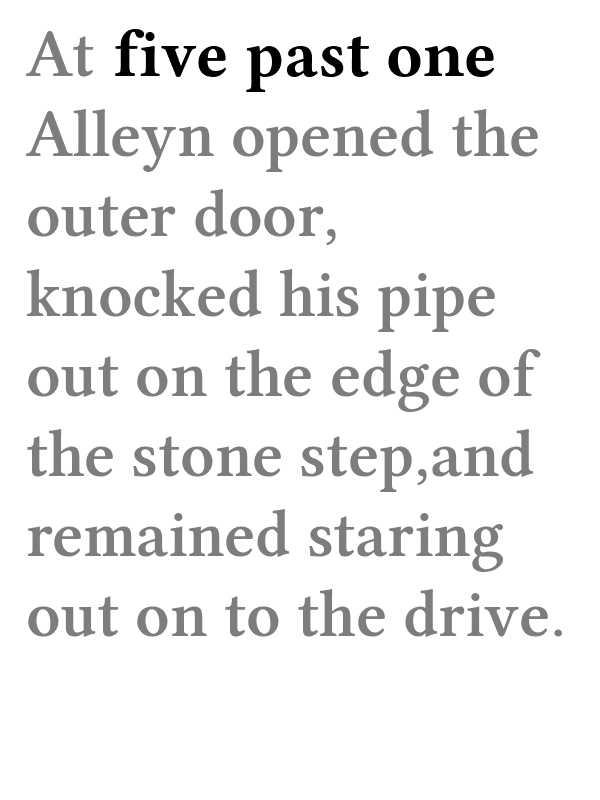 At five past one
Alleyn opened the
outer door,
knocked his pipe
out on the edge of
the stone step,and
remained staring
out on to the drive.